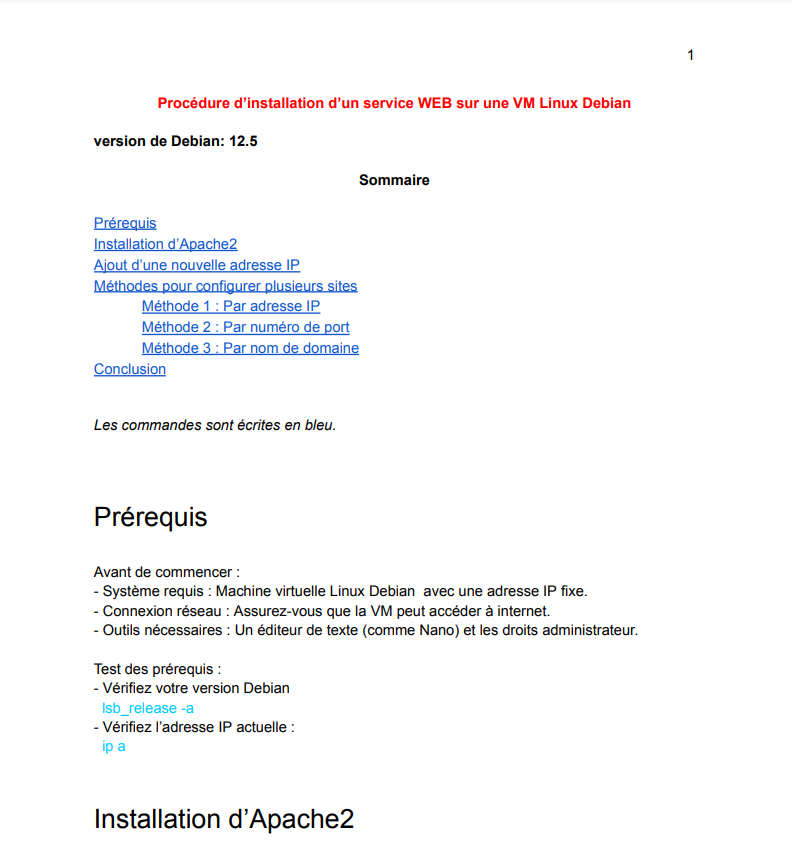 1
Procédure d’installation d’un service WEB sur une VM Linux Debian
version de Debian: 12.5
Sommaire
Prérequis
Installation d’Apache2
Ajout d’une nouvelle adresse IP
Méthodes pour configurer plusieurs sites
Méthode 1 : Par adresse IP
Méthode 2 : Par numéro de port
Méthode 3 : Par nom de domaine
Conclusion
Les commandes sont écrites en bleu.
Prérequis
Avant de commencer :
- Système requis : Machine virtuelle Linux Debian  avec une adresse IP fixe.
- Connexion réseau : Assurez-vous que la VM peut accéder à internet.
- Outils nécessaires : Un éditeur de texte (comme Nano) et les droits administrateur.
Test des prérequis :
- Vérifiez votre version Debian
lsb_release -a
- Vérifiez l’adresse IP actuelle :
ip a
Installation d’Apache2